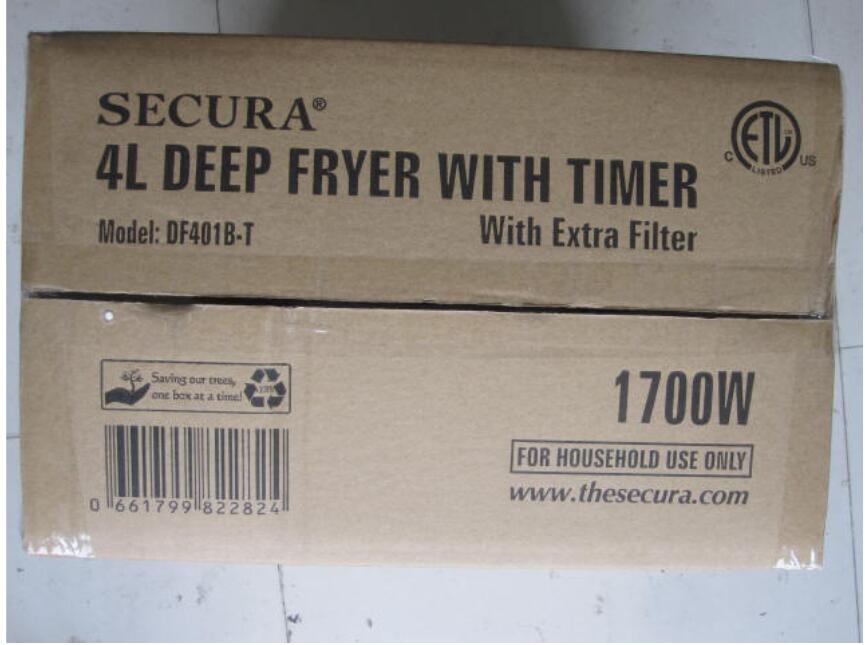 SECURA®
4L DEEP FRYER WITH TIMER
Model: DF401B-T With Extra Filter
C ETL US
LISTED
Saving our trees,
one box at a time!
1700W
FOR HOUSEHOLD USE ONLY
www.thesecura.com
0 661799 822824